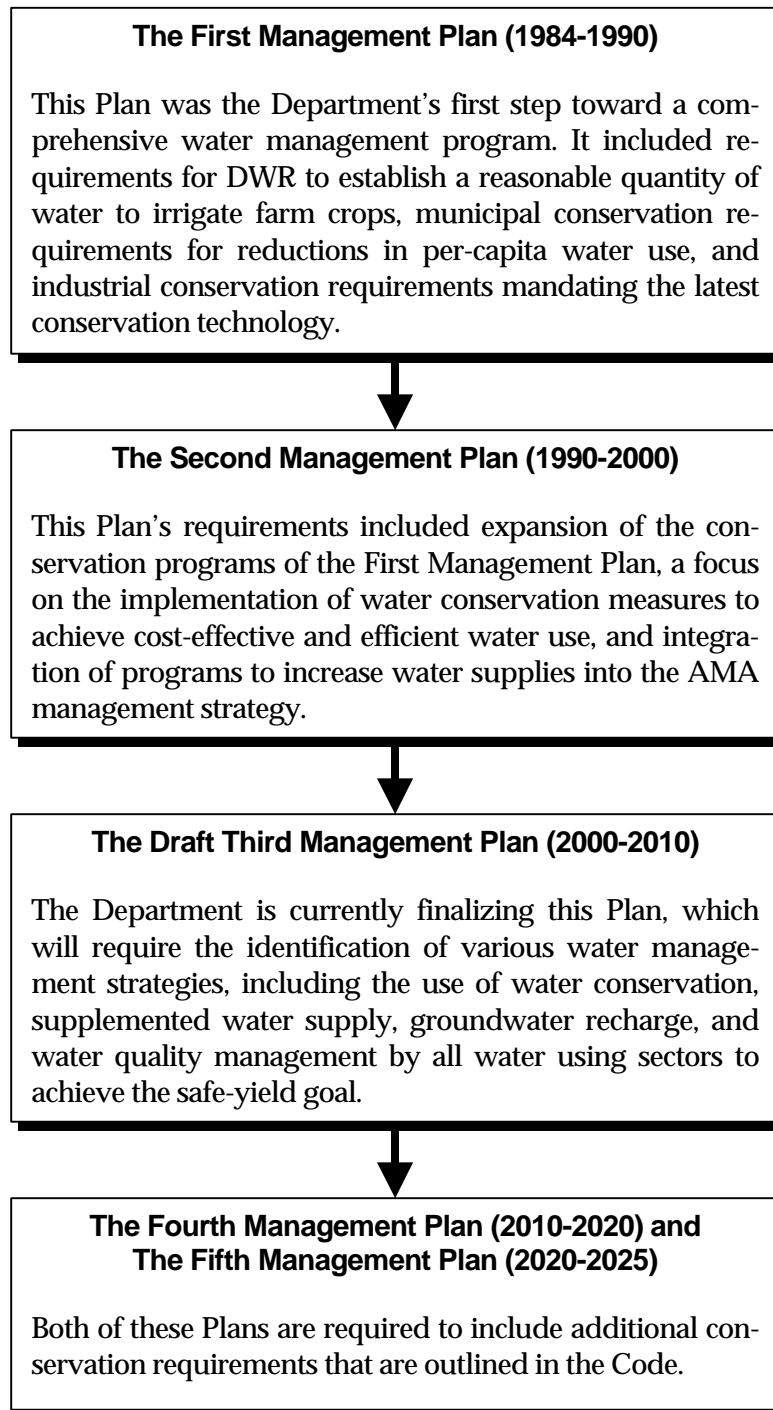 The First Management Plan (1984-1990)
This Plan was the Department’s first step toward a com-
prehensive water management program. It included re-
quirements for DWR to establish a reasonable quantity of
water to irrigate farm crops, municipal conservation re-
quirements for reductions in per-capita water use, and
industrial conservation requirements mandating the latest
conservation technology.
The Second Management Plan (1990-2000)
This Plan’s requirements included expansion of the con-
servation programs of the First Management Plan, a focus
on the implementation of water conservation measures to
achieve cost-effective and efficient water use, and integra-
tion of programs to increase water supplies into the AMA
management strategy.
The Draft Third Management Plan (2000-2010)
The Department is currently finalizing this Plan, which
will require the identification of various water manage-
ment strategies, including the use of water conservation,
supplemented water supply, groundwater recharge, and
water quality management by all water using sectors to
achieve the safe-yield goal.
The Fourth Management Plan (2010-2020) and
The Fifth Management Plan (2020-2025)
Both of these Plans are required to include additional con-
servation requirements that are outlined in the Code.